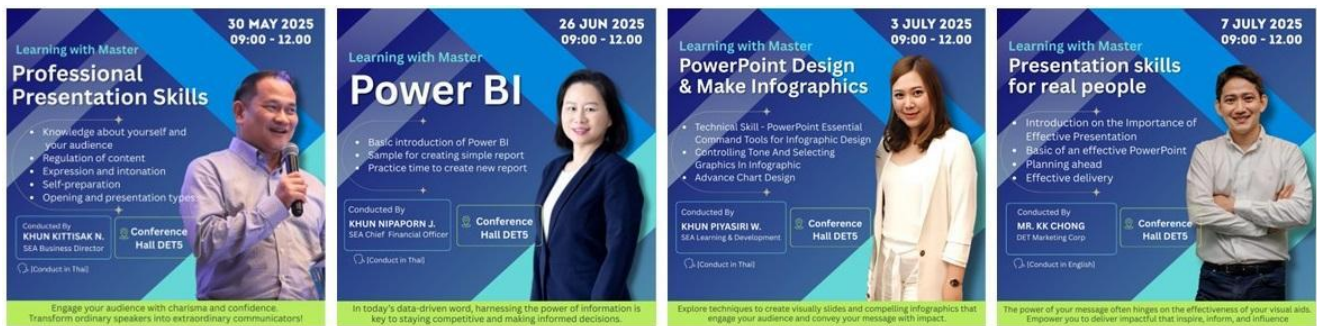 30 MAY 2025
09:00 - 12.00
Learning with Master
Professional
Presentation Skills
• Knowledge about yourself and
your audience
• Regulation of content
• Expression and intonation
• Self-preparation
• Opening and presentation types
Conducted By
KHUN KITTISAK N.
SEA Business Director
Conference
Hall DET5
[Conduct in Thai]
Engage your audience with charisma and confidence.
Transform ordinary speakers into extraordinary communicators!
26 JUN 2025
09:00 - 12.00
Learning with Master
Power BI
• Basic introduction of Power BI
• Sample for creating simple report
• Practice time to create new report
Conducted By
KHUN NIPAPORN J.
SEA Chief Financial Officer
Conference
Hall DET5
[Conduct in Thai]
In today's data-driven word, harnessing the power of information is
key to staying competitive and making informed decisions.
3 JULY 2025
09:00 - 12.00
Learning with Master
PowerPoint Design
& Make Infographics
• Technical Skill - PowerPoint Essential
Command Tools for Infographic Design
• Controlling Tone And Selecting
Graphics In Infographic
• Advance Chart Design
Conducted By
KHUN PIYASIRI W.
SEA Learning & Development
Conference
Hall DET5
[Conduct in Thai]
Explore techniques to create visually slides and compelling infographics that
engage your audience and convey your message with impact.
7 JULY 2025
09:00 - 12.00
Learning with Master
Presentation skills
for real people
• Introduction on the Importance of
Effective Presentation
• Basic of an effective PowerPoint
• Planning ahead
• Effective delivery
Conducted By
MR. KK CHONG
DET Marketing Corp
Conference
Hall DET5
[Conduct in English]
The power of your message often hinges on the effectiveness of your visual aids.
Empower you to deliver impactful that inspire, inform, and influence